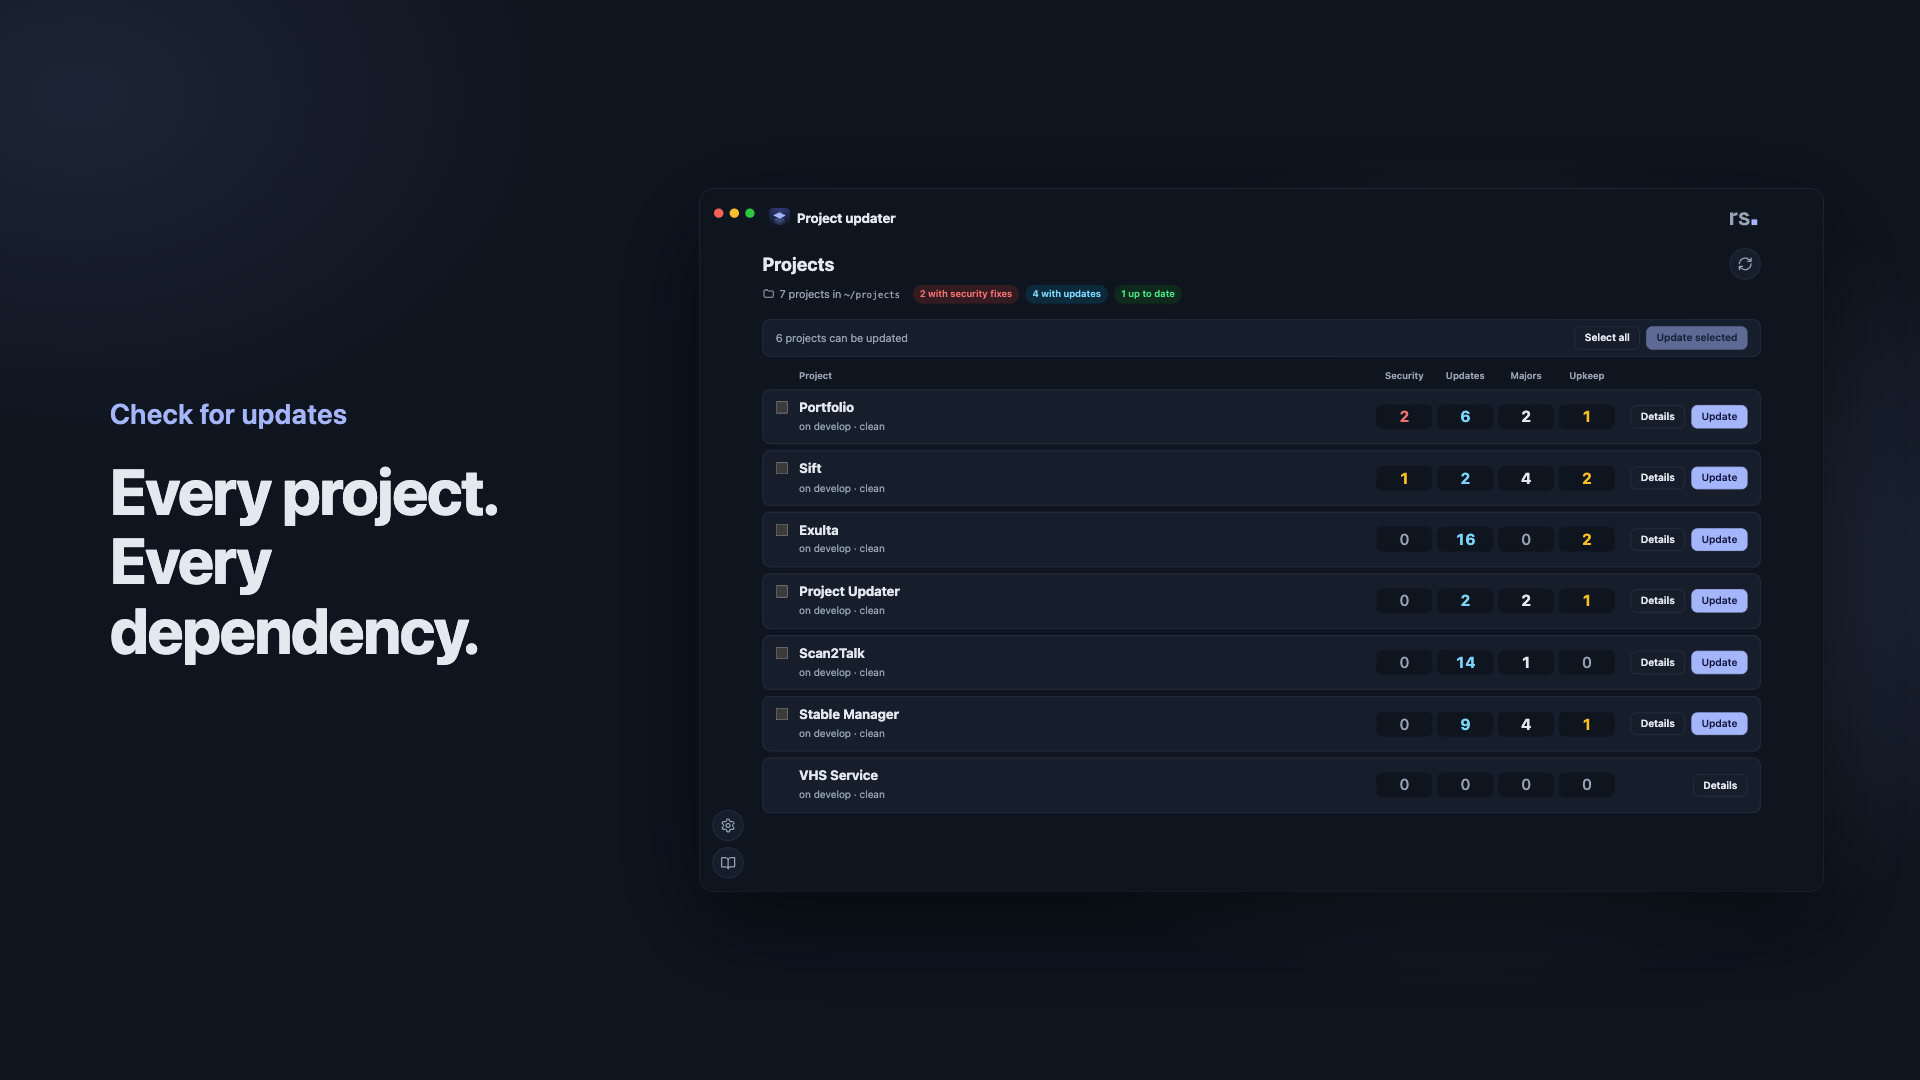 Check for updates
Every project.
Every
dependency.
Project updater
rs.
Projects
7 projects in ~/projects 2 with security fixes 4 with updates 1 up to date
6 projects can be updated Select all Update selected
Project Security Updates Majors Upkeep
Portfolio
on develop · clean
2 6 2 1 Details Update
Sift
on develop · clean
1 2 4 2 Details Update
Exulta
on develop · clean
0 16 0 2 Details Update
Project Updater
on develop · clean
0 2 2 1 Details Update
Scan2Talk
on develop · clean
0 14 1 0 Details Update
Stable Manager
on develop · clean
0 9 4 1 Details Update
VHS Service
on develop · clean
0 0 0 0 Details